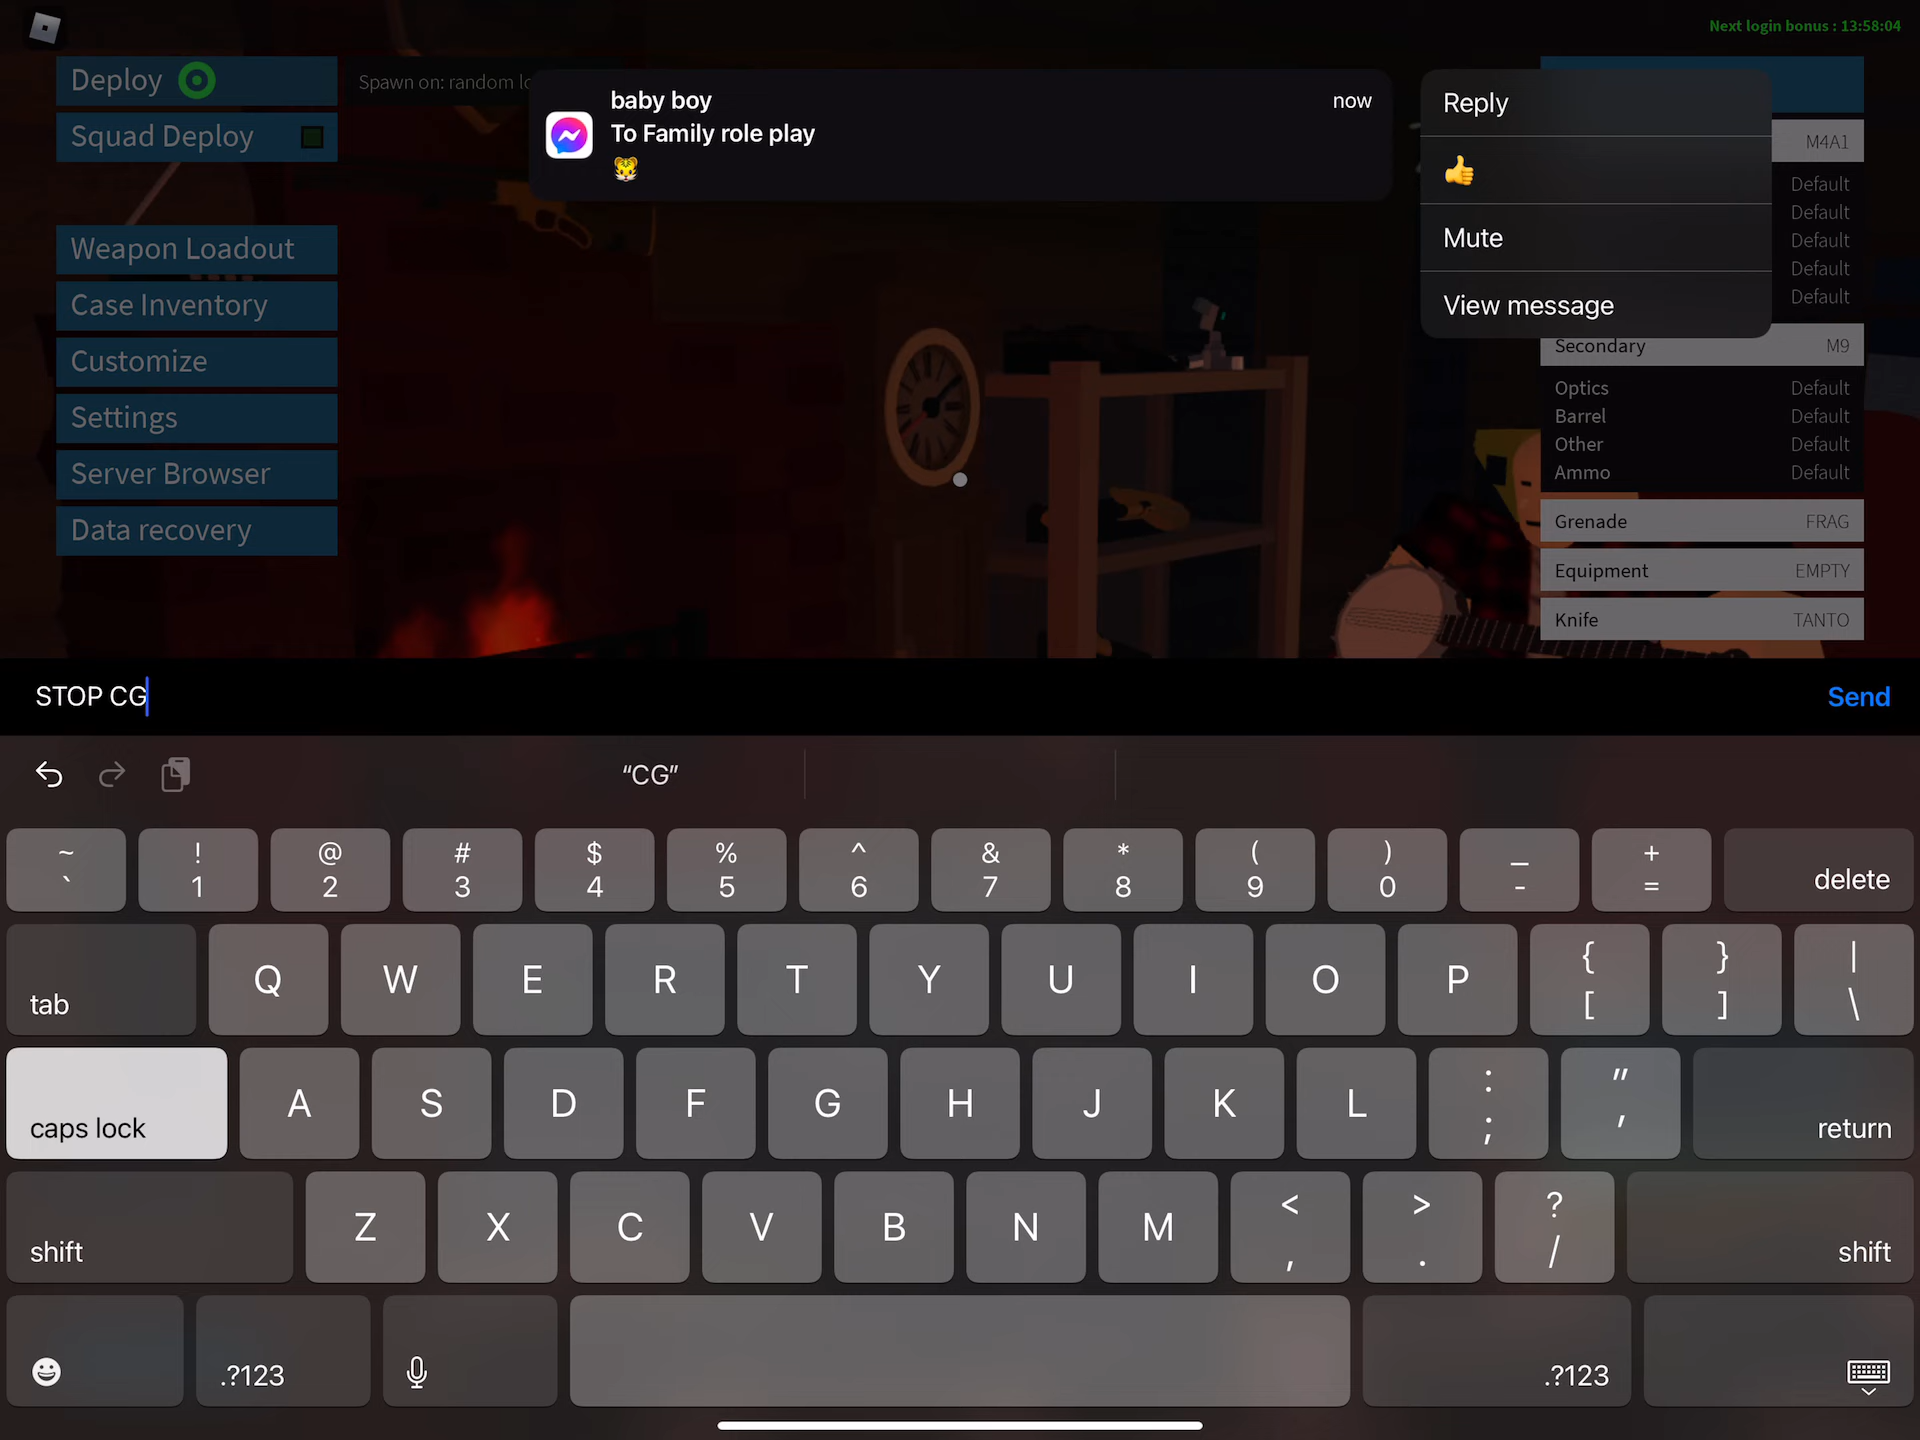 Next login bonus : 13:58:04
Deploy
Squad Deploy
Spawn on: random lo
Weapon Loadout
Case Inventory
Customize
Settings
Server Browser
Data recovery
baby boy
now
To Family role play
🐯
Reply
👍
Mute
View message
M4A1
Default
Default
Default
Default
Default
Secondary M9
Optics Default
Barrel Default
Other Default
Ammo Default
Grenade FRAG
Equipment EMPTY
Knife TANTO
STOP CG
Send
“CG”
~ ! @ # $ % ^ & * ( ) _ +
` 1 2 3 4 5 6 7 8 9 0 - = delete
tab Q W E R T Y U I O P { } |
[ ] \
caps lock A S D F G H J K L : " return
; '
shift Z X C V B N M < > ? shift
, . /
.?123 .?123